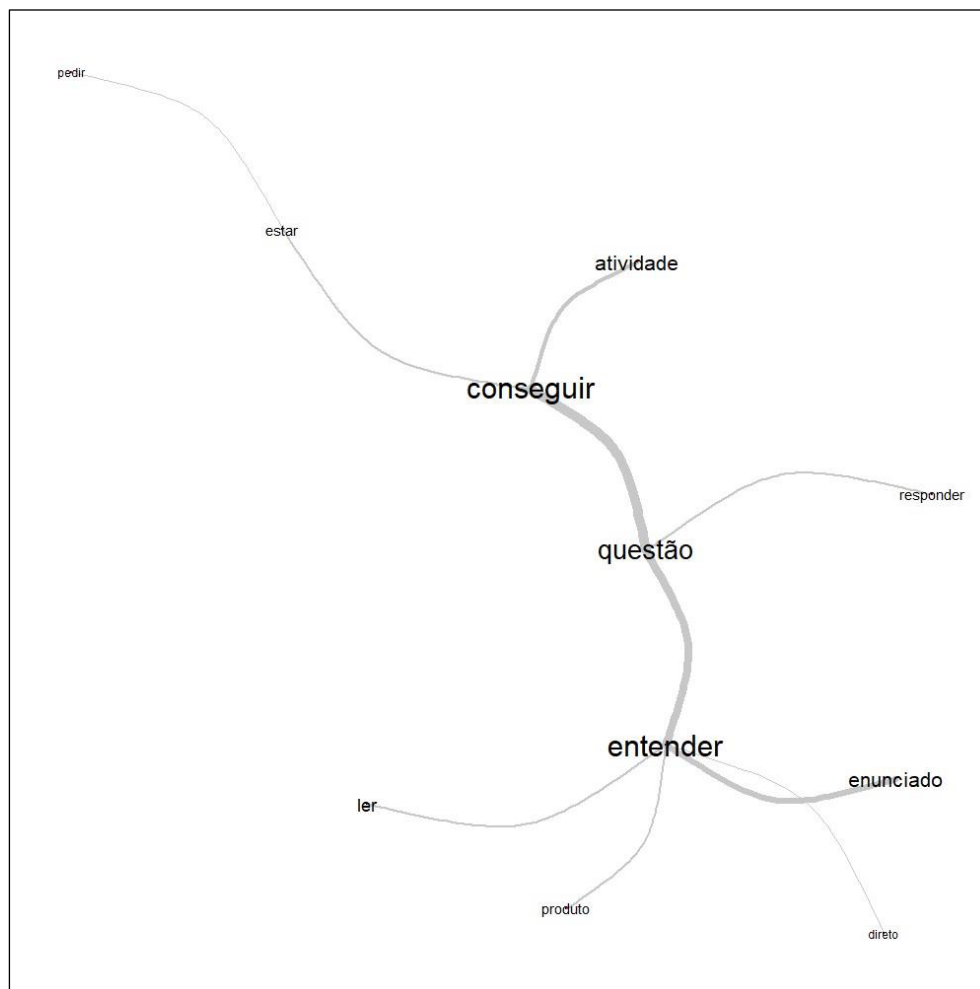 pedir
estar
atividade
conseguir
responder
questão
entender
enunciado
ler
produto
direto